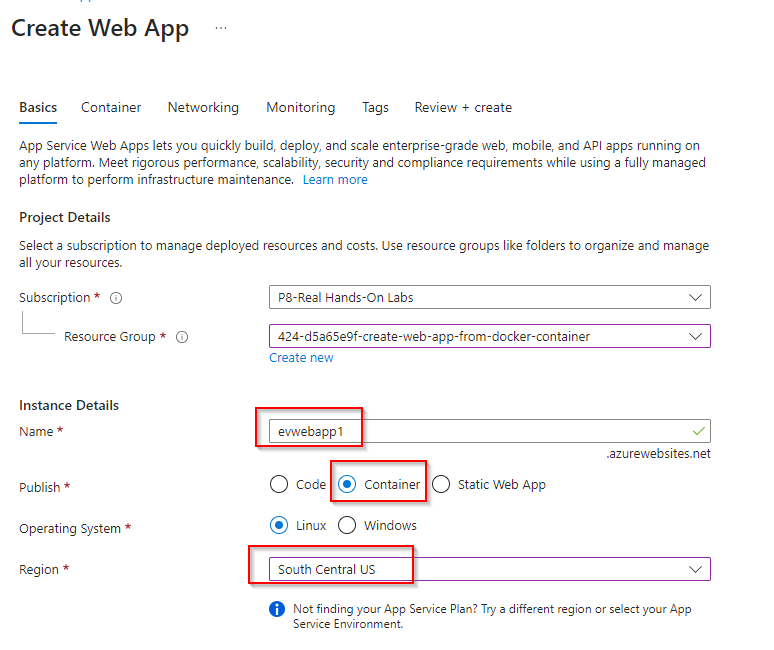 Create Web App ...
Basics Container Networking Monitoring Tags Review + create
App Service Web Apps lets you quickly build, deploy, and scale enterprise-grade web, mobile, and API apps running on
any platform. Meet rigorous performance, scalability, security and compliance requirements while using a fully managed
platform to perform infrastructure maintenance. Learn more
Project Details
Select a subscription to manage deployed resources and costs. Use resource groups like folders to organize and manage
all your resources.
Subscription * P8-Real Hands-On Labs
Resource Group * 424-d5a65e9f-create-web-app-from-docker-container
Create new
Instance Details
Name * evwebapp1
.azurewebsites.net
Publish * Code Container Static Web App
Operating System * Linux Windows
Region * South Central US
Not finding your App Service Plan? Try a different region or select your App
Service Environment.